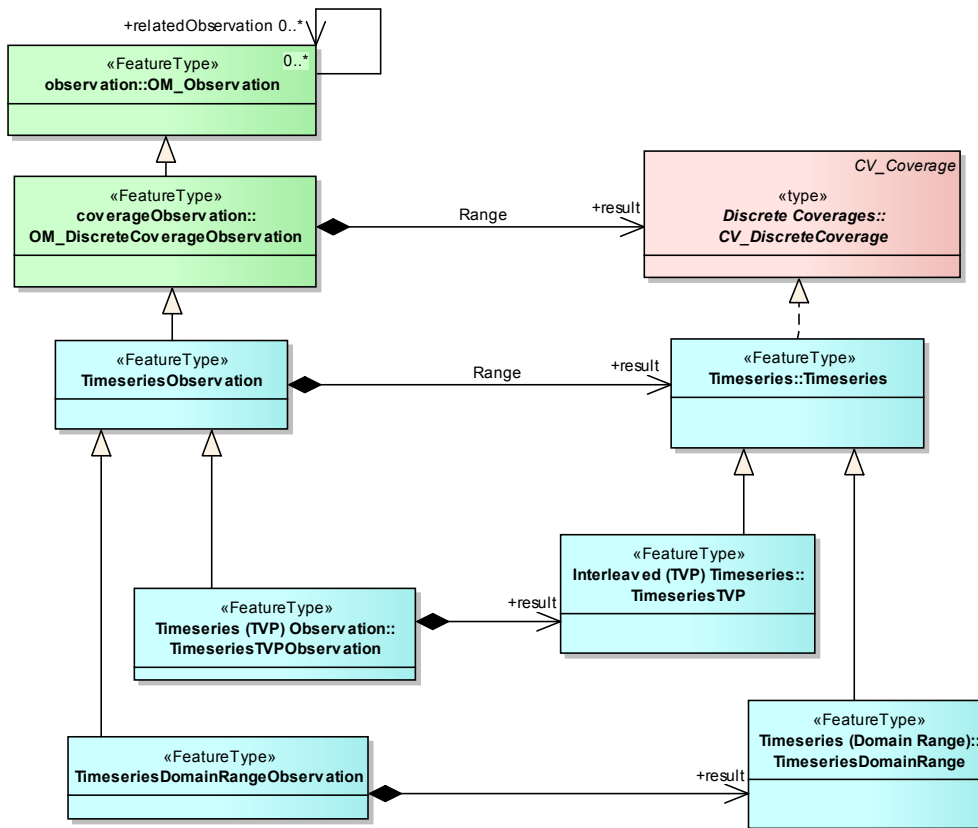 +relatedObservation 0..*
«FeatureType»
0..*
observation::OM_Observation
CV_Coverage
«FeatureType»
coverageObservation::
OM_DiscreteCoverageObservation
Range
+result
«type»
Discrete Coverages::
CV_DiscreteCoverage
«FeatureType»
TimeseriesObservation
Range
+result
«FeatureType»
Timeseries::Timeseries
«FeatureType»
Interleaved (TVP) Timeseries::
TimeseriesTVP
«FeatureType»
Timeseries (TVP) Observation::
TimeseriesTVPObservation
+result
«FeatureType»
Timeseries (Domain Range)::
TimeseriesDomainRange
«FeatureType»
TimeseriesDomainRangeObservation
+result